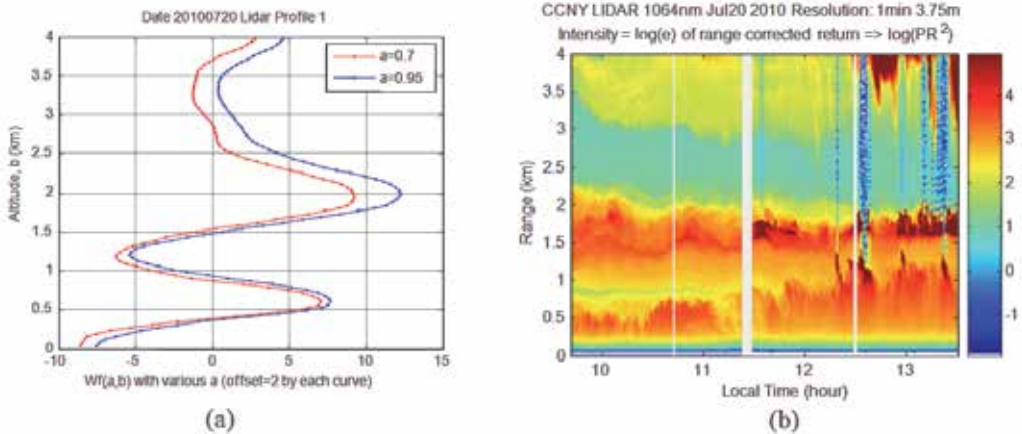 Date 20100720 Lidar Profile 1
4
3.5
3
2.5
2
1.5
1
0.5
0
Altitude, b (km)
a=0.7
a=0.95
-10 -5 0 5 10 15
Wf(a,b) with various a (offset=2 by each curve)
(a)
CCNY LIDAR 1064nm Jul20 2010 Resolution: 1min 3.75m
Intensity = log(e) of range corrected return => log(PR²)
4
3.5
3
2.5
2
1.5
1
0.5
0
Range (km)
10 11 12 13
Local Time (hour)
4
3
2
1
0
-1
(b)